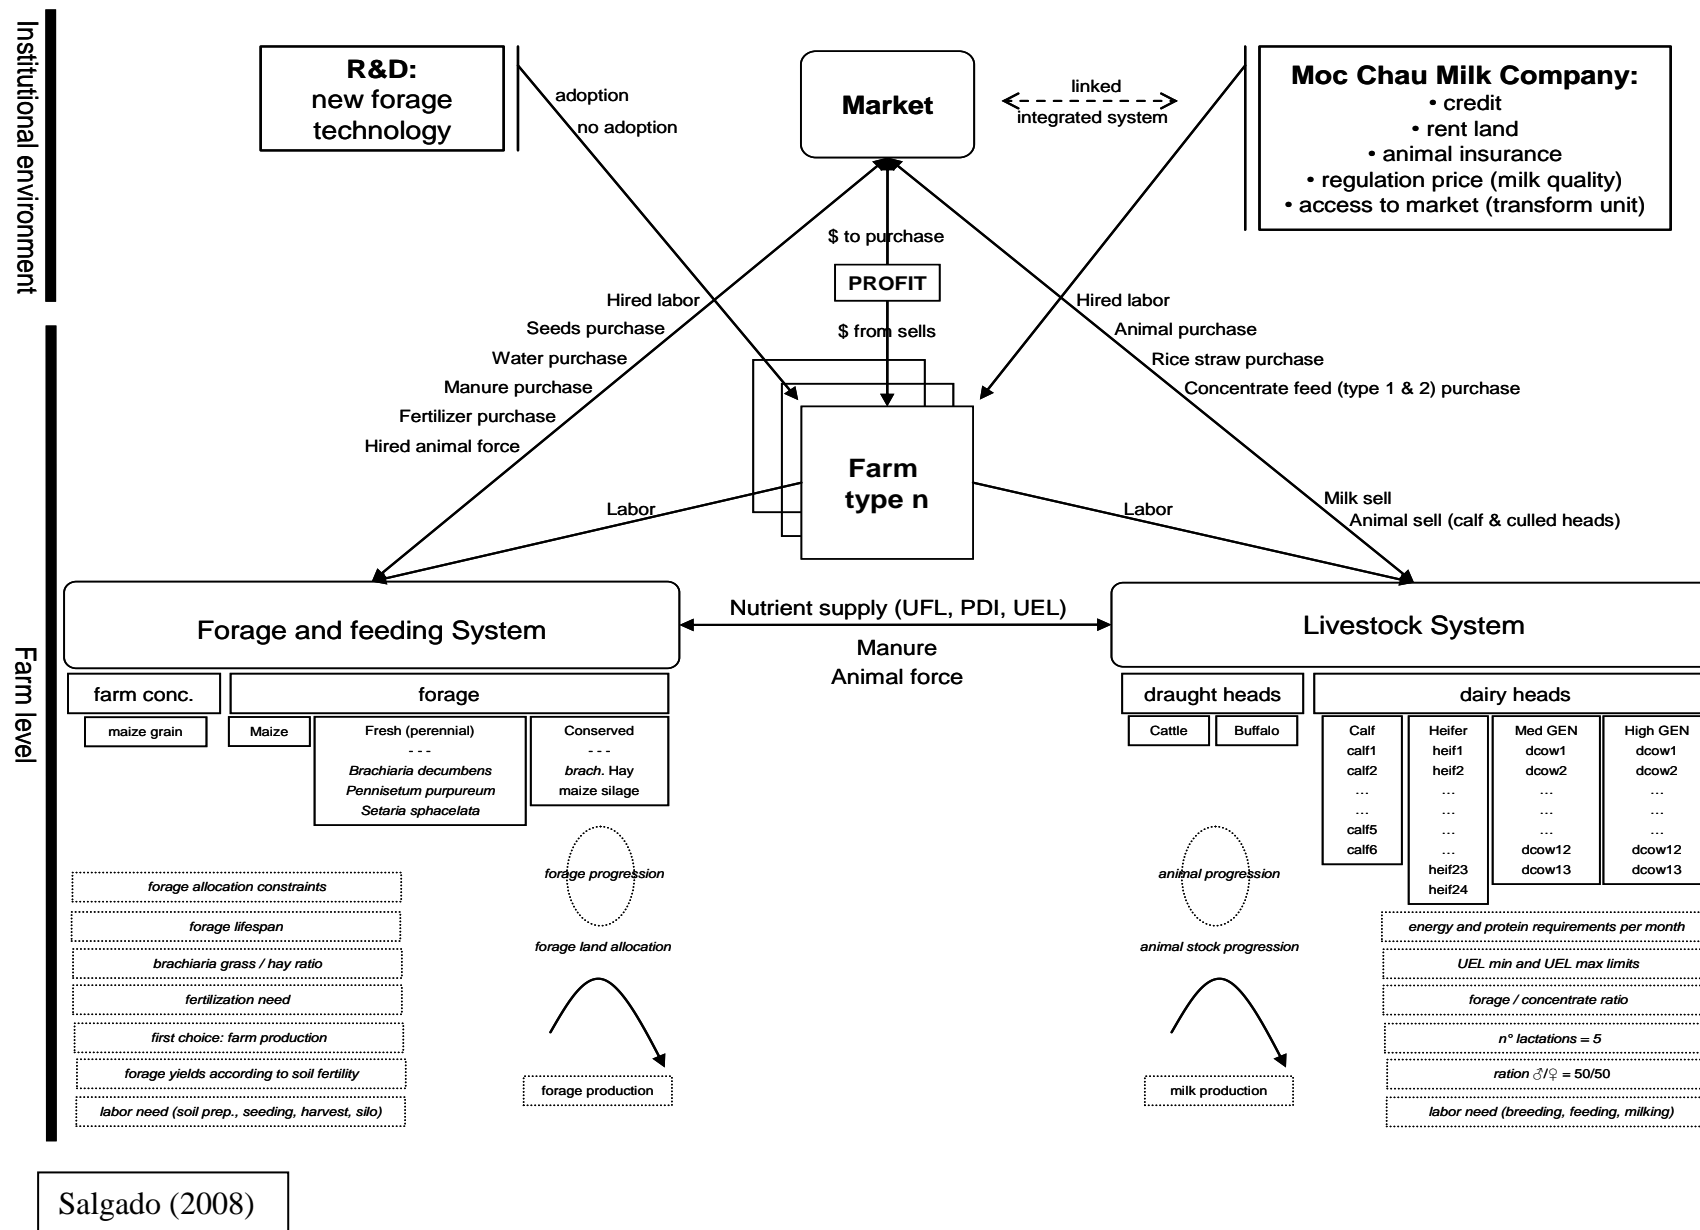 Institutional environment
R&D:
new forage
technology
adoption
no adoption
Market
linked
integrated system
Moc Chau Milk Company:
• credit
• rent land
• animal insurance
• regulation price (milk quality)
• access to market (transform unit)
$ to purchase
PROFIT
$ from sells
Hired labor
Seeds purchase
Water purchase
Manure purchase
Fertilizer purchase
Hired animal force
Hired labor
Animal purchase
Rice straw purchase
Concentrate feed (type 1 & 2) purchase
Milk sell
Animal sell (calf & culled heads)
Farm
type n
Labor
Labor
Farm level
Forage and feeding System
Nutrient supply (UFL, PDI, UEL)
Manure
Animal force
Livestock System
farm conc.
maize grain
forage
Maize
Fresh (perennial)
- - -
Brachiaria decumbens
Pennisetum purpureum
Setaria sphacelata
Conserved
- - -
brach. Hay
maize silage
draught heads
Cattle
Buffalo
dairy heads
Calf
calf1
calf2
...
...
calf5
calf6
Heifer
heif1
heif2
...
...
...
...
heif23
heif24
Med GEN
dcow1
dcow2
...
...
...
dcow12
dcow13
High GEN
dcow1
dcow2
...
...
...
dcow12
dcow13
forage allocation constraints
forage lifespan
brachiaria grass / hay ratio
fertilization need
first choice: farm production
forage yields according to soil fertility
labor need (soil prep., seeding, harvest, silo)
forage progression
forage land allocation
forage production
animal progression
animal stock progression
milk production
energy and protein requirements per month
UEL min and UEL max limits
forage / concentrate ratio
n° lactations = 5
ration ♂/♀ = 50/50
labor need (breeding, feeding, milking)
Salgado (2008)